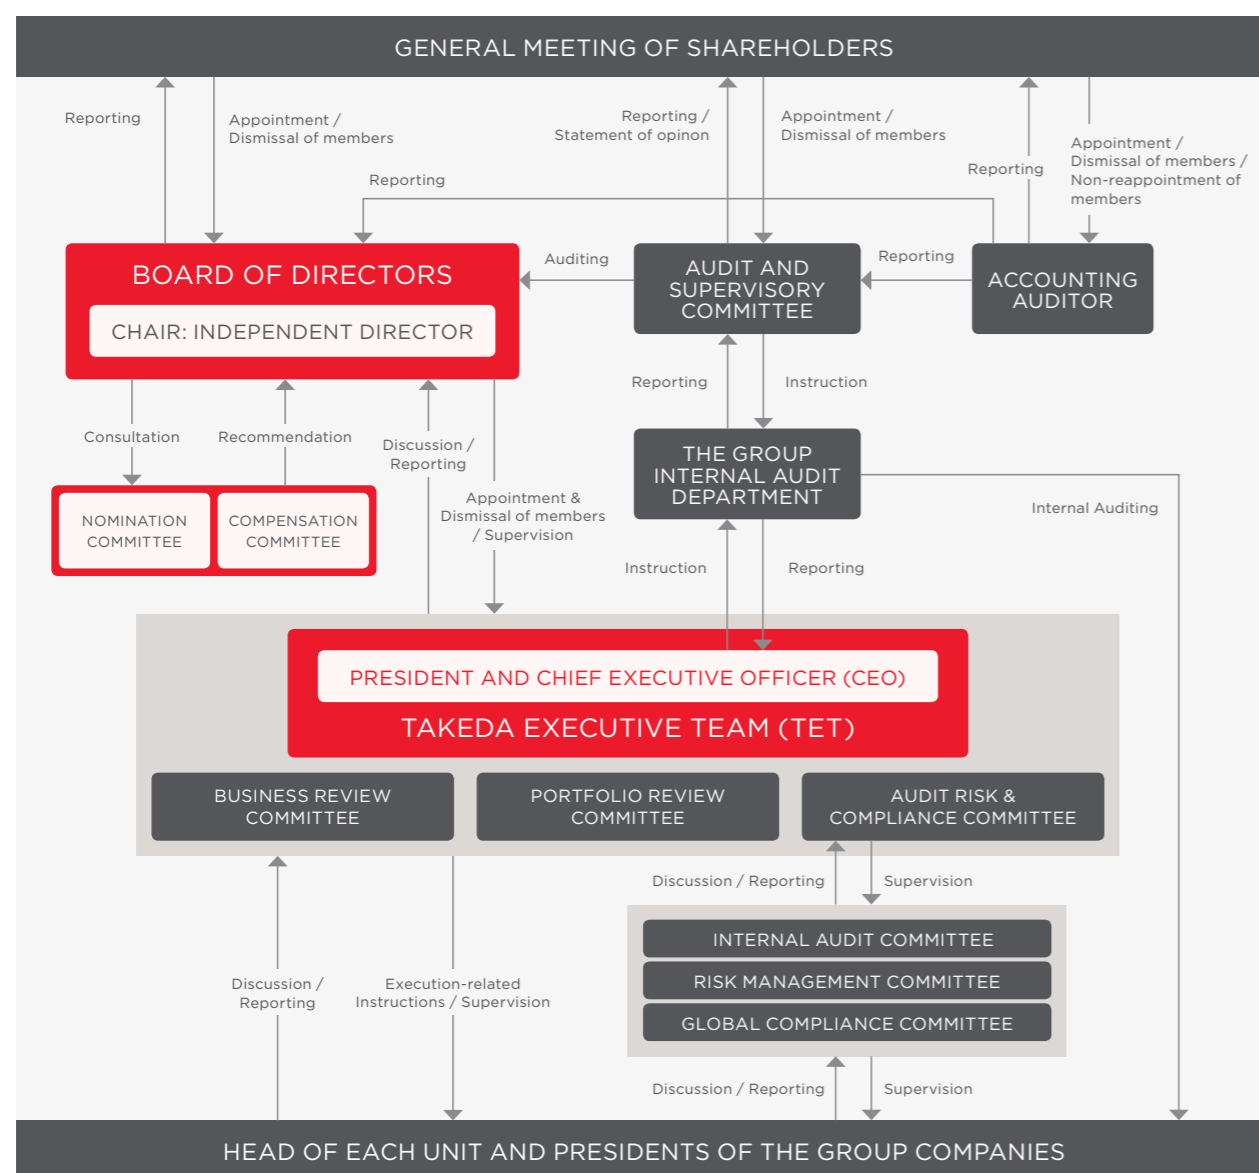 GENERAL MEETING OF SHAREHOLDERS
Reporting
Appointment /
Dismissal of members
Reporting /
Statement of opinon
Appointment /
Dismissal of members
Reporting
Appointment /
Dismissal of members /
Non-reappointment of
members
Reporting
BOARD OF DIRECTORS
CHAIR: INDEPENDENT DIRECTOR
Auditing
AUDIT AND
SUPERVISORY
COMMITTEE
Reporting
ACCOUNTING
AUDITOR
Consultation
Recommendation
Discussion /
Reporting
Reporting
Instruction
NOMINATION
COMMITTEE
COMPENSATION
COMMITTEE
Appointment &
Dismissal of members
/ Supervision
THE GROUP
INTERNAL AUDIT
DEPARTMENT
Internal Auditing
Instruction
Reporting
PRESIDENT AND CHIEF EXECUTIVE OFFICER (CEO)
TAKEDA EXECUTIVE TEAM (TET)
BUSINESS REVIEW
COMMITTEE
PORTFOLIO REVIEW
COMMITTEE
AUDIT RISK &
COMPLIANCE COMMITTEE
Discussion / Reporting
Supervision
INTERNAL AUDIT COMMITTEE
RISK MANAGEMENT COMMITTEE
GLOBAL COMPLIANCE COMMITTEE
Discussion /
Reporting
Execution-related
Instructions / Supervision
Discussion / Reporting
Supervision
HEAD OF EACH UNIT AND PRESIDENTS OF THE GROUP COMPANIES